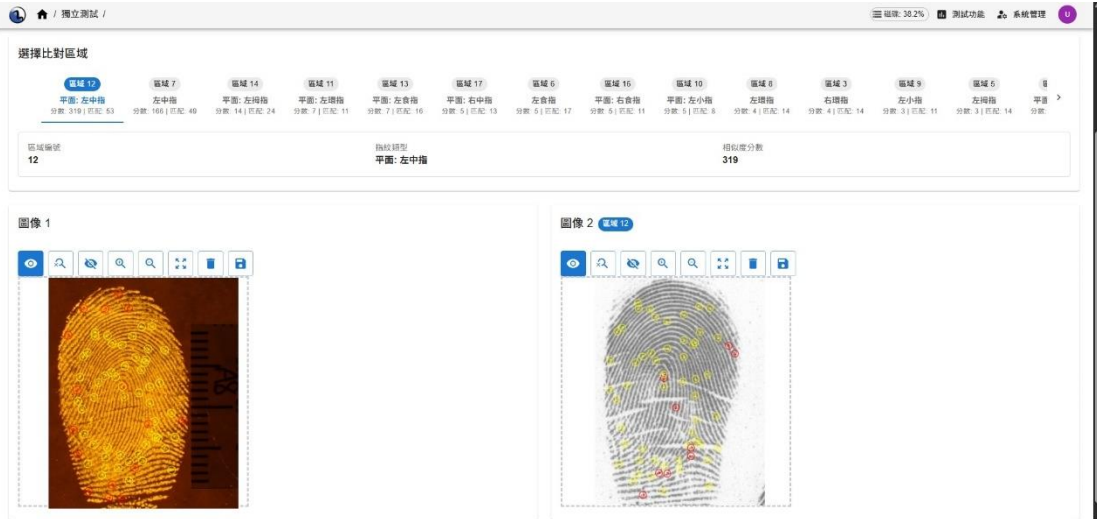 / 獨立測試 /
磁碟: 38.2%
測試功能
系統管理
U
選擇比對區域
區域 12 區域 7 區域 14 區域 11 區域 13 區域 17 區域 6 區域 16 區域 10 區域 8 區域 3 區域 9 區域 5
平面: 左中指 左中指 平面: 左拇指 平面: 左環指 平面: 左食指 平面: 右中指 左食指 平面: 右食指 平面: 左小指 左環指 右環指 左小指 左拇指
分數: 319 | 匹配: 53 分數: 166 | 匹配: 49 分數: 14 | 匹配: 24 分數: 7 | 匹配: 11 分數: 7 | 匹配: 16 分數: 5 | 匹配: 13 分數: 5 | 匹配: 17 分數: 5 | 匹配: 11 分數: 5 | 匹配: 8 分數: 4 | 匹配: 14 分數: 4 | 匹配: 14 分數: 3 | 匹配: 11 分數: 3 | 匹配: 14 分數:
區域編號 指紋類型 相似度分數
12 平面: 左中指 319
圖像 1
圖像 2 區域 12